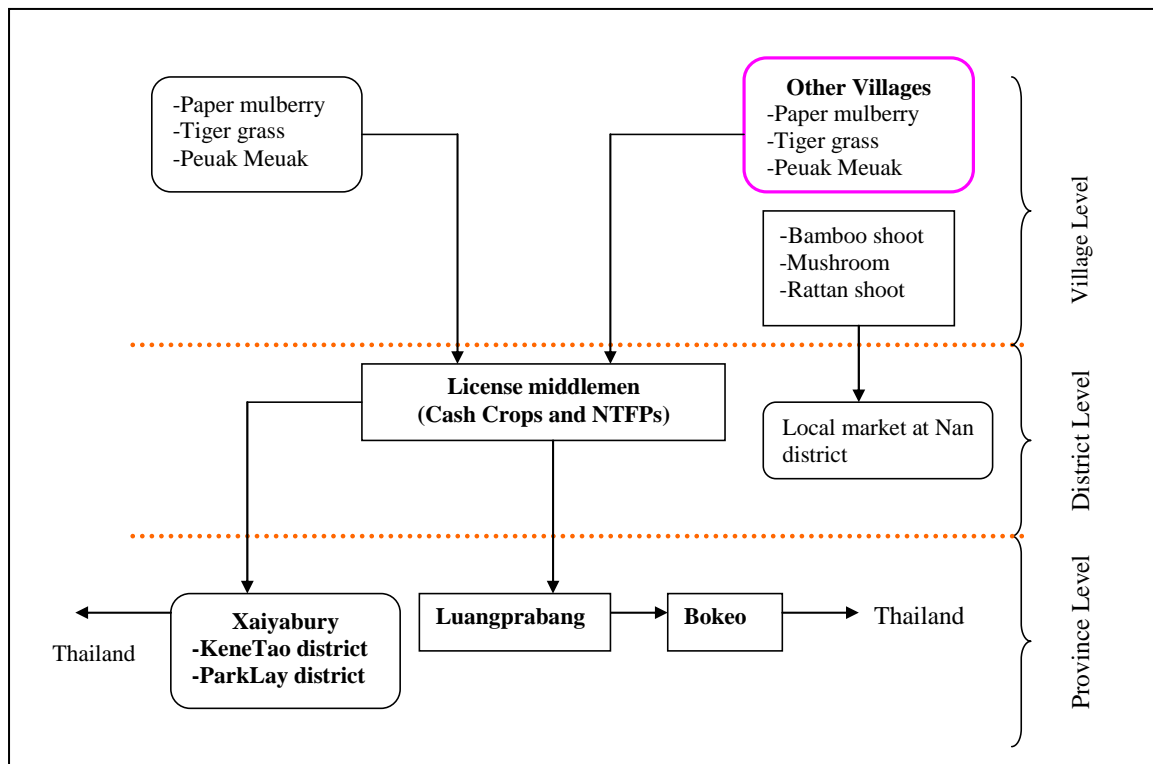 -Paper mulberry
-Tiger grass
-Peuak Meuak
Other Villages
-Paper mulberry
-Tiger grass
-Peuak Meuak
-Bamboo shoot
-Mushroom
-Rattan shoot
Village Level
License middlemen
(Cash Crops and NTFPs)
Local market at Nan
district
District Level
Thailand
Xaiyabury
-KeneTao district
-ParkLay district
Luangprabang
Bokeo
Thailand
Province Level